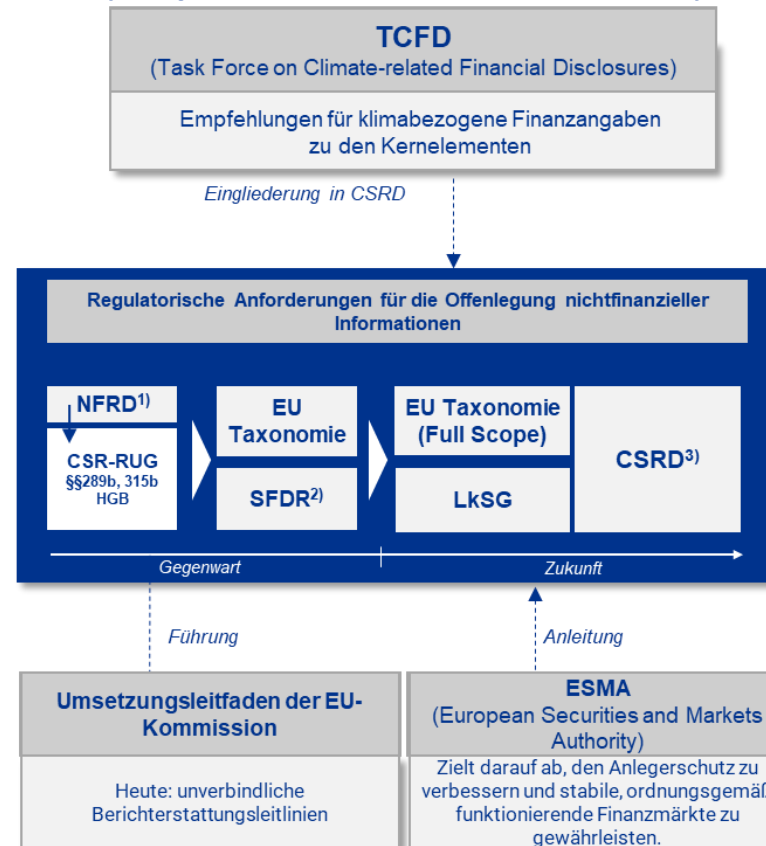 TCFD
(Task Force on Climate-related Financial Disclosures)
Empfehlungen für klimabezogene Finanzangaben
zu den Kernelementen
Eingliederung in CSRD
Regulatorische Anforderungen für die Offenlegung nichtfinanzieller
Informationen
NFRD¹⁾
CSR-RUG
§§289b, 315b
HGB
EU
Taxonomie
SFDR²⁾
EU Taxonomie
(Full Scope)
LkSG
CSRD³⁾
Gegenwart
Zukunft
Führung
Anleitung
Umsetzungsleitfaden der EU-
Kommission
Heute: unverbindliche
Berichterstattungsleitlinien
ESMA
(European Securities and Markets
Authority)
Zielt darauf ab, den Anlegerschutz zu
verbessern und stabile, ordnungsgemäß
funktionierende Finanzmärkte zu
gewährleisten.